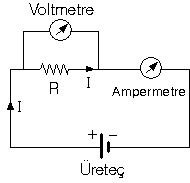 Voltmetre
R
I
Ampermetre
I
+ −
Üreteç